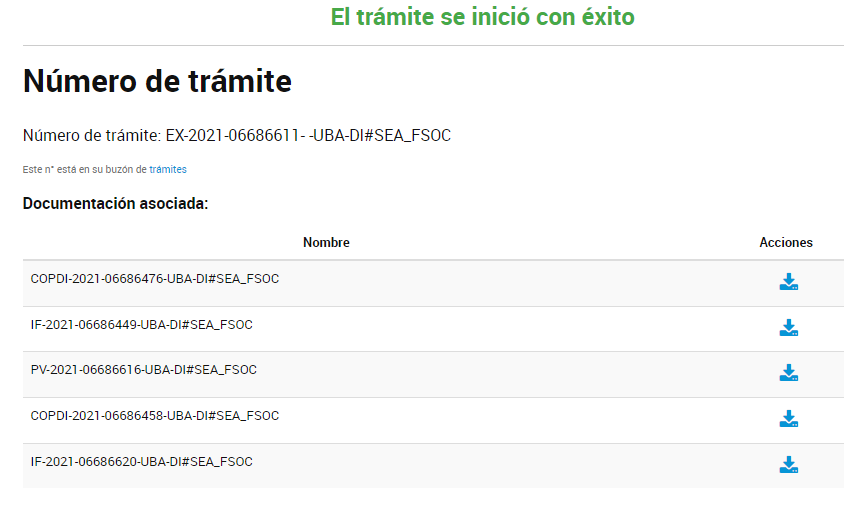 El trámite se inició con éxito
Número de trámite
Número de trámite: EX-2021-06686611- -UBA-DI#SEA_FSOC
Este n° está en su buzón de trámites
Documentación asociada:
Nombre Acciones
COPDI-2021-06686476-UBA-DI#SEA_FSOC
IF-2021-06686449-UBA-DI#SEA_FSOC
PV-2021-06686616-UBA-DI#SEA_FSOC
COPDI-2021-06686458-UBA-DI#SEA_FSOC
IF-2021-06686620-UBA-DI#SEA_FSOC